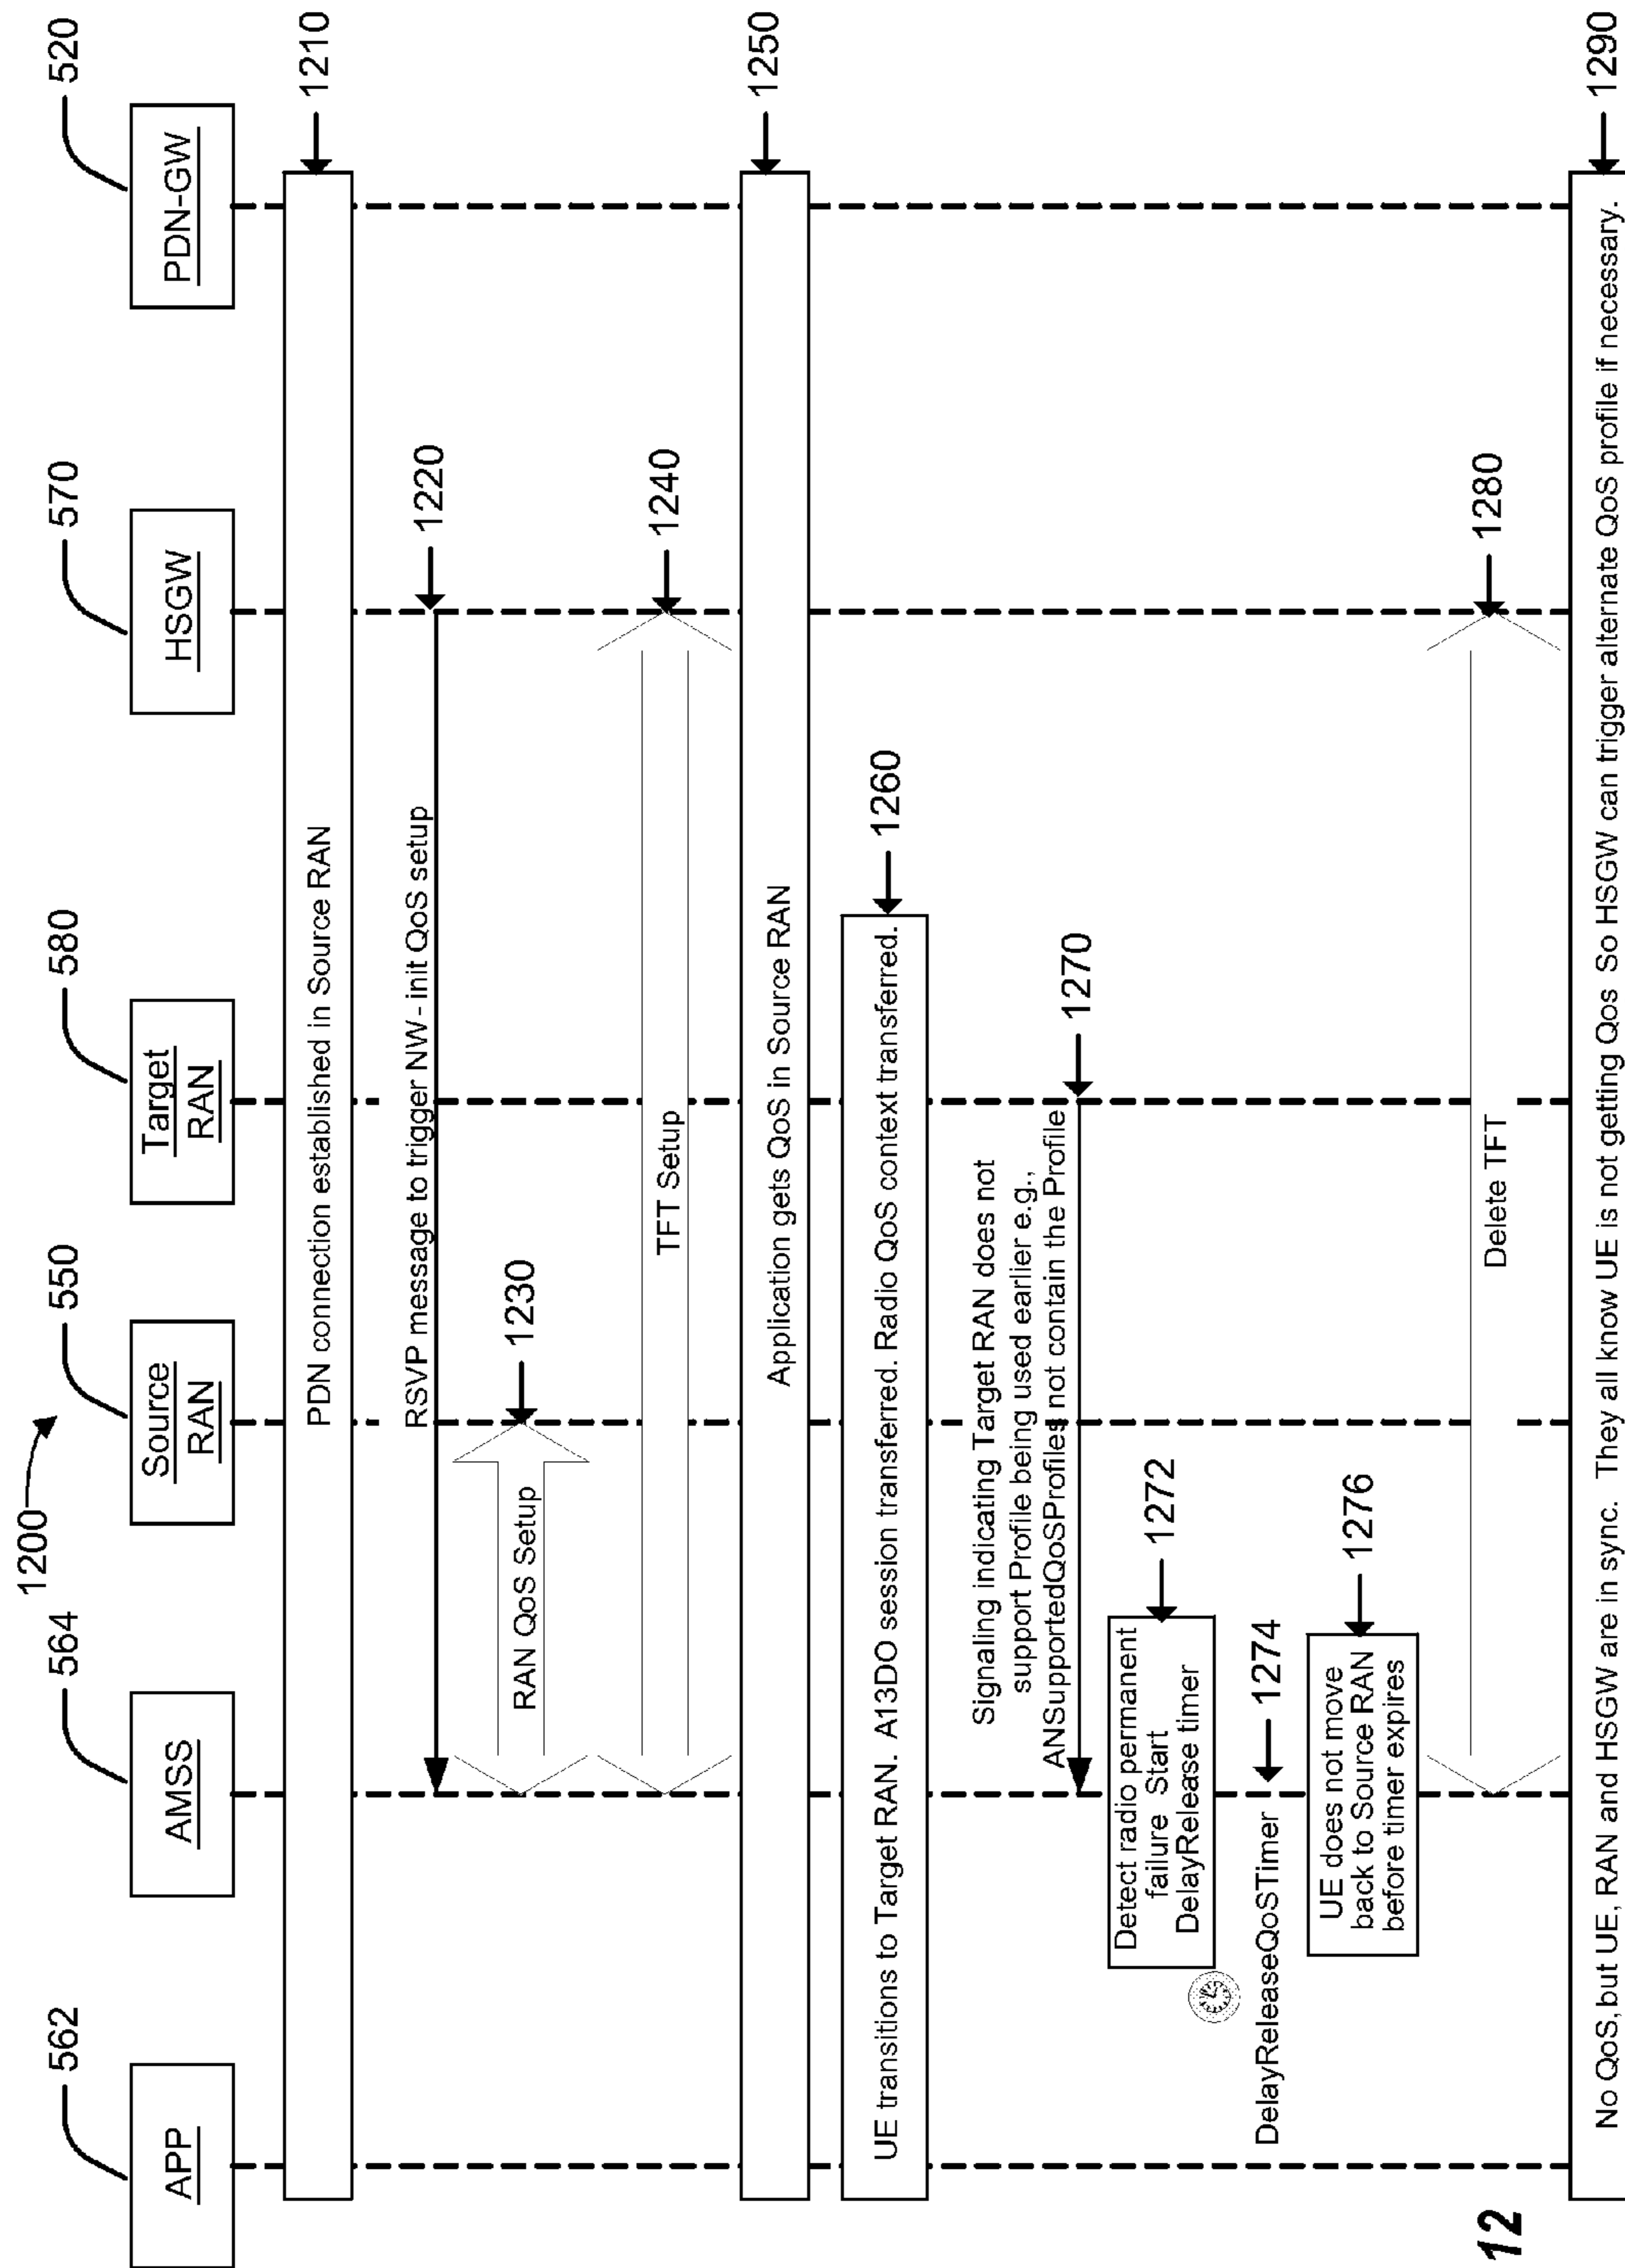 1200
562
564
550
580
570
520
APP
AMSS
Source
RAN
Target
RAN
HSGW
PDN-GW
PDN connection established in Source RAN
1210
RSVP message to trigger NW-init QoS setup
1220
RAN QoS Setup
1230
TFT Setup
1240
Application gets QoS in Source RAN
1250
UE transitions to Target RAN. A13DO session transferred. Radio QoS context transferred.
1260
Signaling indicating Target RAN does not
support Profile being used earlier e.g.,
ANSupportedQoSProfiles not contain the Profile
1270
Detect radio permanent
failure Start
DelayRelease timer
1272
DelayReleaseQoSTimer
1274
UE does not move
back to Source RAN
before timer expires
1276
Delete TFT
1280
No QoS, but UE, RAN and HSGW are in sync. They all know UE is not getting Qos So HSGW can trigger alternate QoS profile if necessary.
1290
12